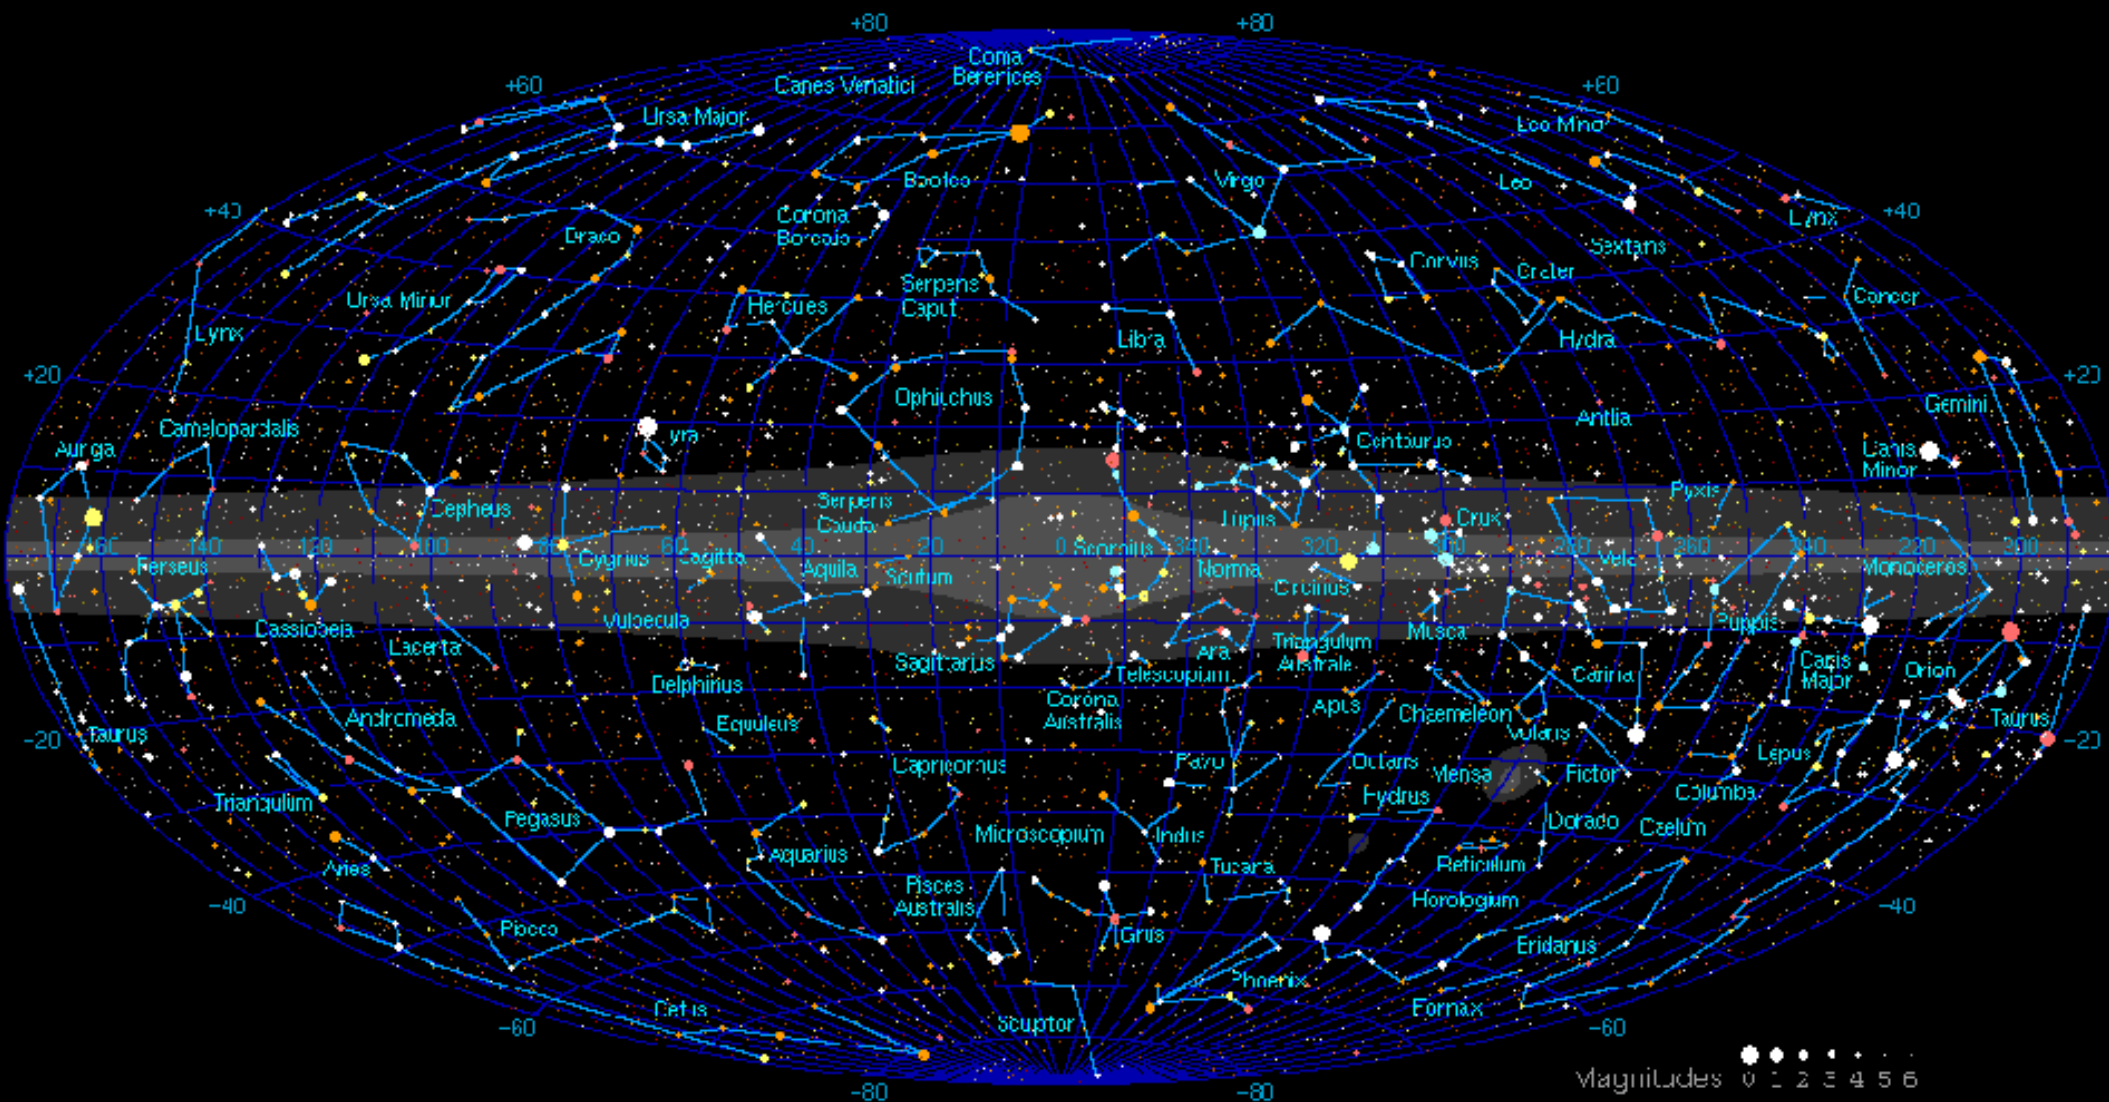 +80
+80
Coma
Berenices
Canes Venatici
+60
+60
Ursa Major
Leo Minor
Bootes
Virgo
Leo
+40
Corona
Borealis
Lynx
+40
Draco
Sextans
Corvus
Crater
Ursa Minor
Hercules
Serpens
Caput
Cancer
Lynx
Libra
Hydra
+20
+20
Ophiuchus
Gemini
Antlia
Camelopardalis
Auriga
Lyra
Centaurus
Canis
Minor
Cepheus
Serpens
Cauda
Lupus
Crux
Pyxis
160
140
120
100
80
60
40
20
0
340
320
300
280
260
240
220
200
Perseus
Cygnus
Sagitta
Aquila
Scutum
Scorpius
Norma
Circinus
Vela
Monoceros
Cassiopeia
Lacerta
Vulpecula
Sagittarius
Telescopium
Ara
Triangulum
Australe
Musca
Puppis
Carina
Canis
Major
Orion
Delphinus
Corona
Australis
Apus
Chaemeleon
Volans
Taurus
Andromeda
Equuleus
Taurus
-20
-20
Capricornus
Pavo
Octans
Mensa
Pictor
Lepus
Triangulum
Pegasus
Microscopium
Indus
Hydrus
Dorado
Columba
Caelum
Aries
Aquarius
Tucana
Reticulum
Pisces
Australis
Horologium
-40
-40
Pisces
Grus
Eridanus
Phoenix
Fornax
Cetus
Sculptor
-60
-60
-80
-80
Magnitudes 0 1 2 3 4 5 6